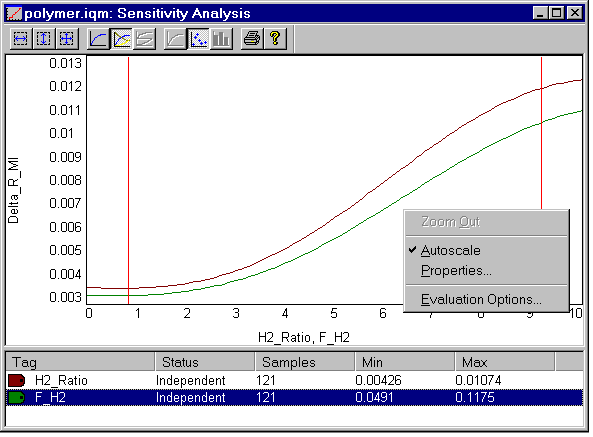 polymer.iqm: Sensitivity Analysis
?
0.013
0.012
0.011
0.01
0.009
0.008
0.007
0.006
0.005
0.004
0.003
Delta_R_MI
Zoom Out
Autoscale
Properties...
Evaluation Options...
0 1 2 3 4 5 6 7 8 9 10
H2_Ratio, F_H2
Tag Status Samples Min Max
H2_Ratio Independent 121 0.00426 0.01074
F_H2 Independent 121 0.0491 0.1175